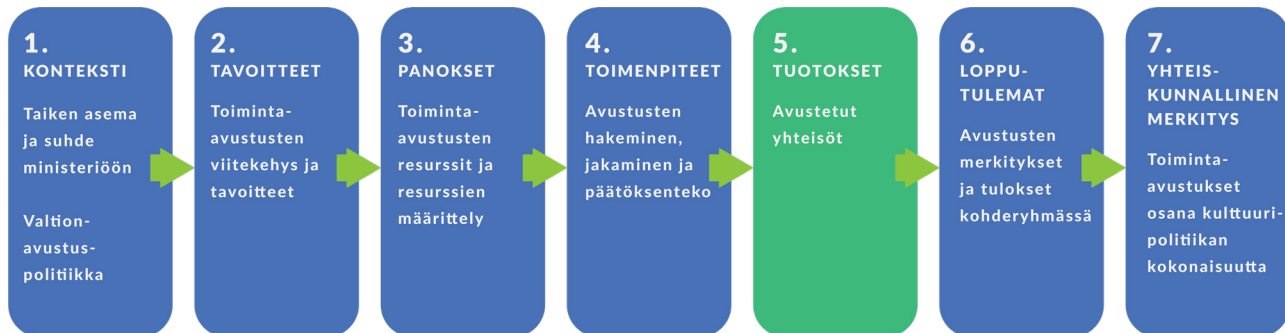 1.
KONTEKSTI
Taiken asema
ja suhde
ministeriöön
Valtion-
avustus-
politiikka
2.
TAVOITTEET
Toiminta-
avustusten
viitekehys ja
tavoitteet
3.
PANOKSET
Toiminta-
avustusten
resurssit ja
resurssien
määrittely
4.
TOIMENPITEET
Avustusten
hakeminen,
jakaminen ja
päätöksenteko
5.
TUOTOKSET
Avustetut
yhteisöt
6.
LOPPU-
TULEMAT
Avustusten
merkitykset
ja tulokset
kohderyhmässä
7.
YHTEIS-
KUNNALLINEN
MERKITYS
Toiminta-
avustukset
osana kulttuuri-
politiikan
kokonaisuutta